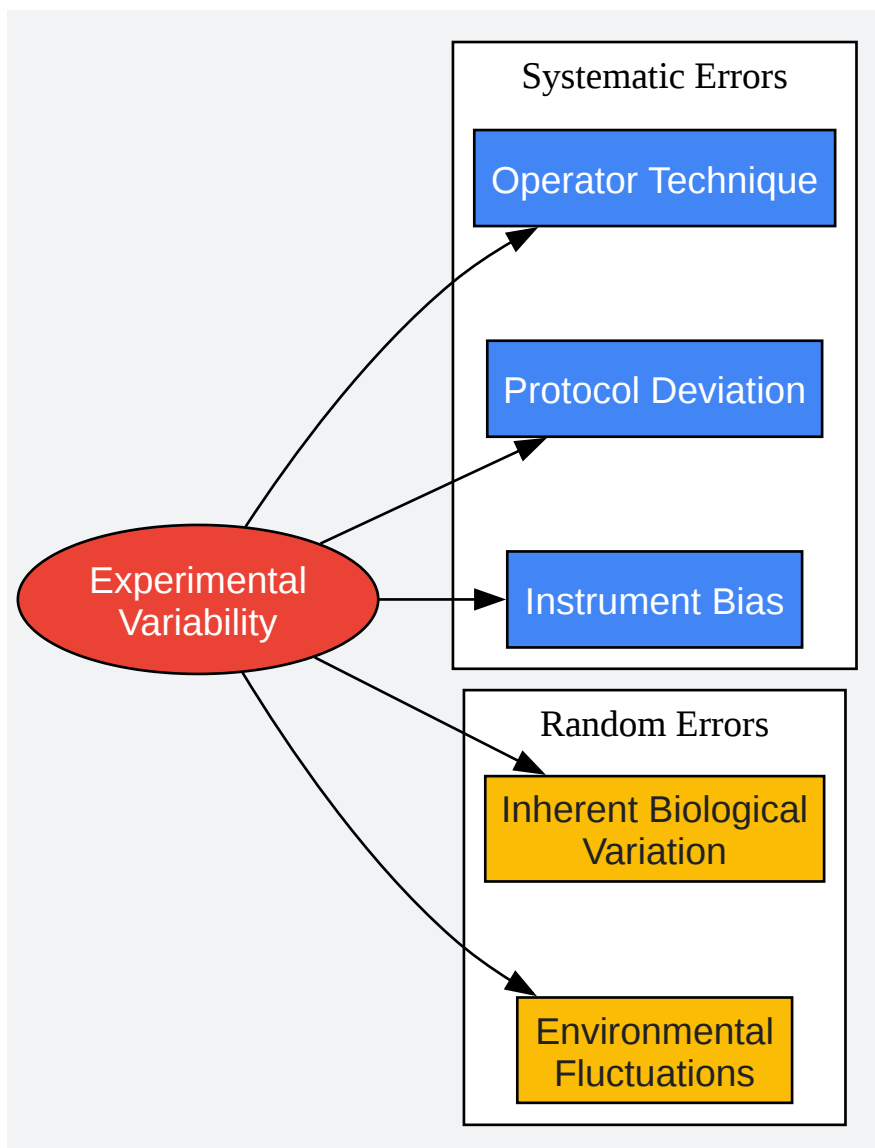 Systematic Errors
Operator Technique
Protocol Deviation
Experimental
Variability
Instrument Bias
Random Errors
Inherent Biological
Variation
Environmental
Fluctuations